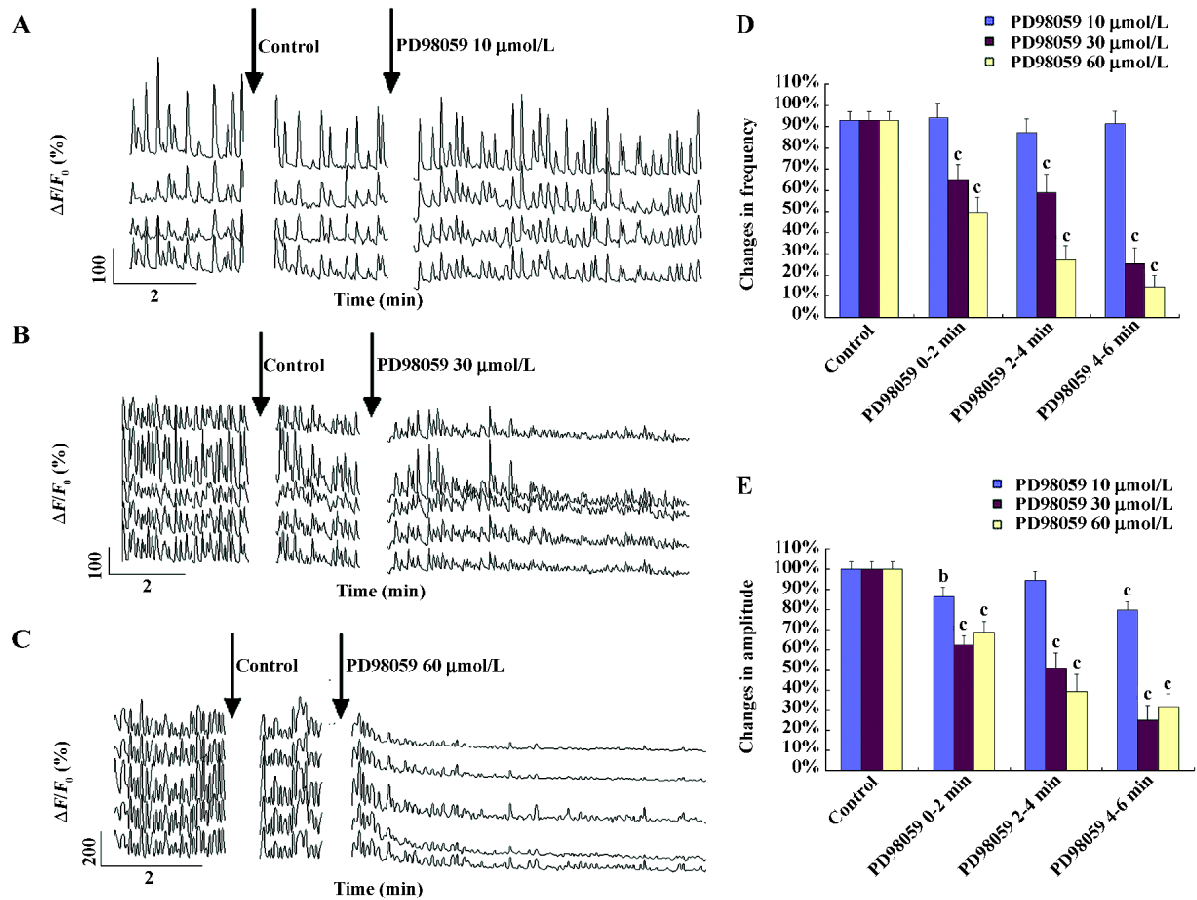 A
Control
PD98059 10 μmol/L
ΔF/F0 (%)
100
2
Time (min)
B
Control
PD98059 30 μmol/L
ΔF/F0 (%)
100
2
Time (min)
C
Control
PD98059 60 μmol/L
ΔF/F0 (%)
200
2
Time (min)
D
PD98059 10 μmol/L
PD98059 30 μmol/L
PD98059 60 μmol/L
Changes in frequency
110%
100%
90%
80%
70%
60%
50%
40%
30%
20%
10%
0%
c
c
c
c
c
c
Control
PD98059 0-2 min
PD98059 2-4 min
PD98059 4-6 min
E
PD98059 10 μmol/L
PD98059 30 μmol/L
PD98059 60 μmol/L
Changes in amplitude
110%
100%
90%
80%
70%
60%
50%
40%
30%
20%
10%
0%
b
c
c
c
c
c
c
c
Control
PD98059 0-2 min
PD98059 2-4 min
PD98059 4-6 min